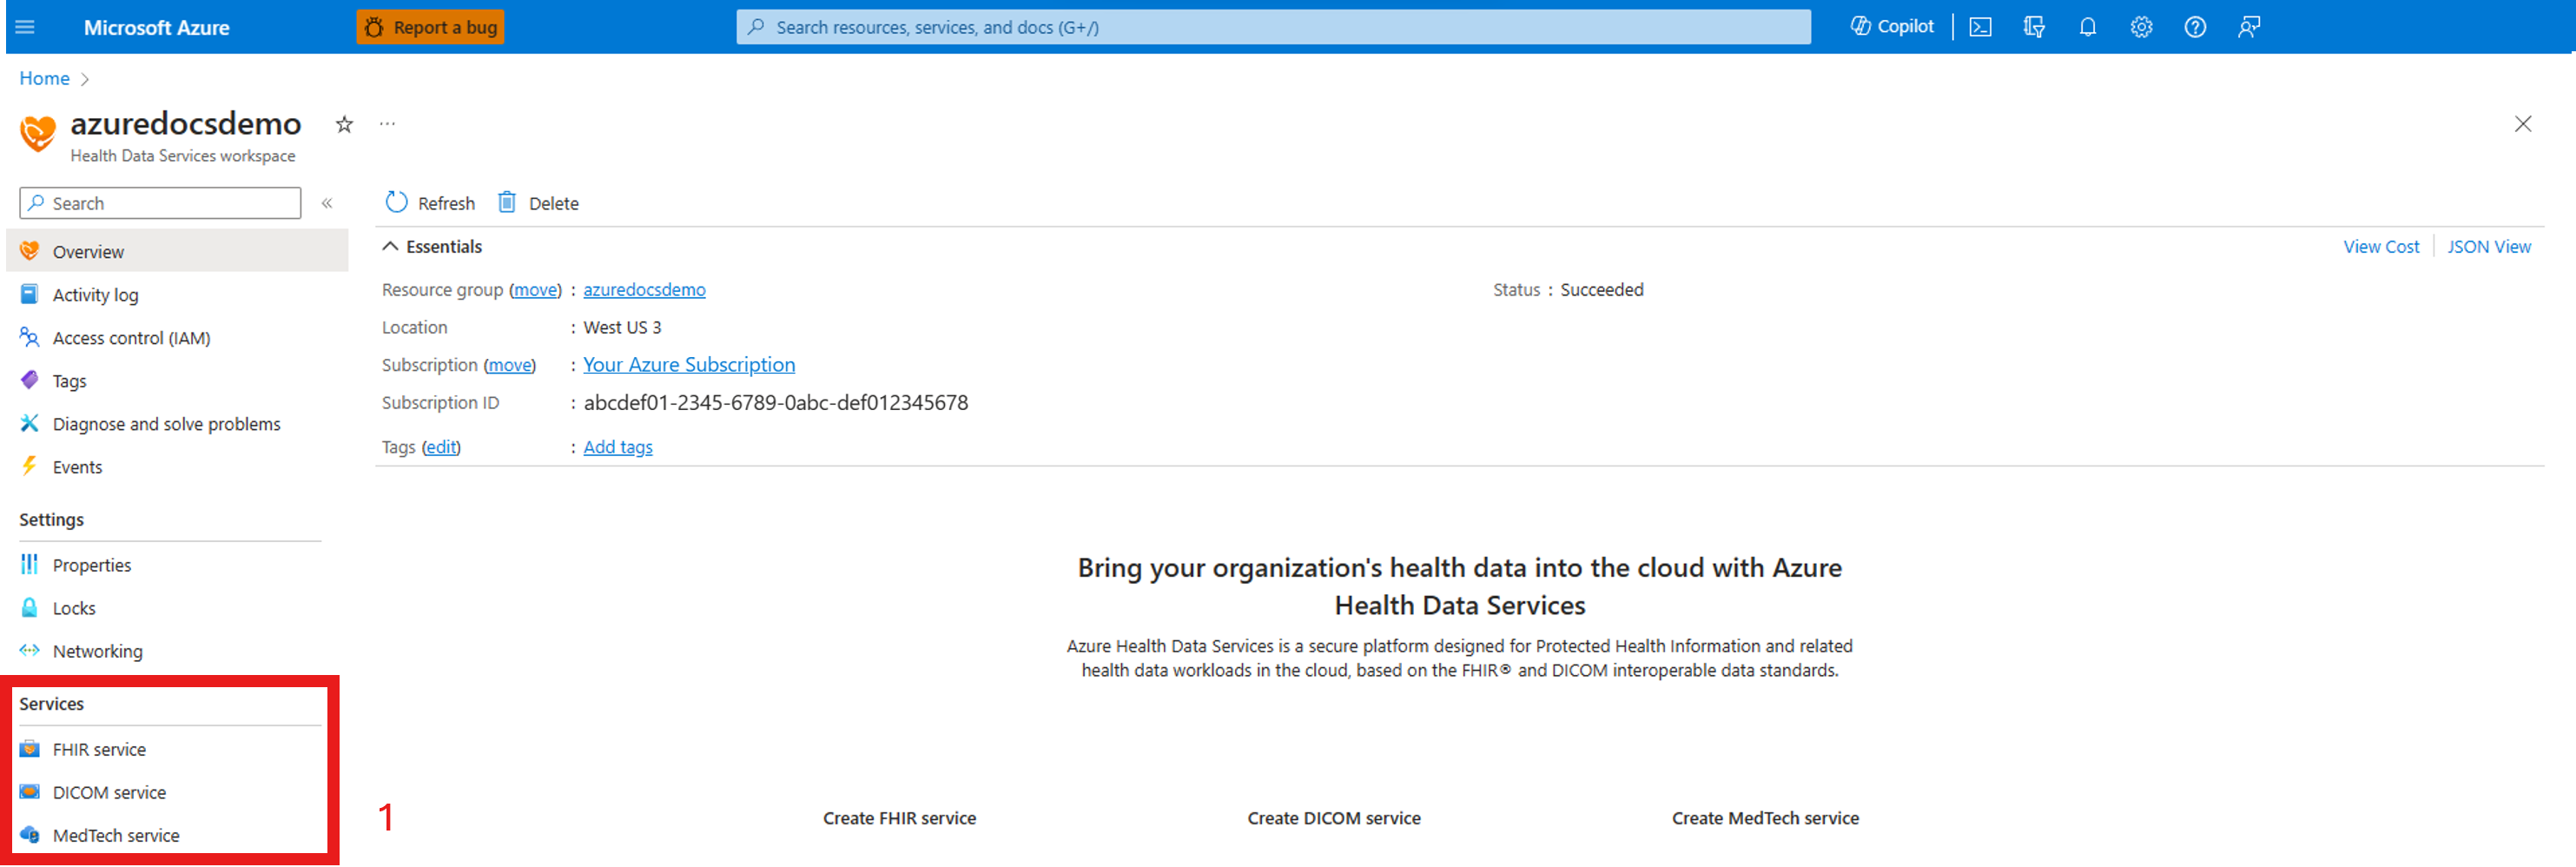 Microsoft Azure
Report a bug
Search resources, services, and docs (G+/)
Copilot
Home
azuredocsdemo
...
Health Data Services workspace
Search
«
Refresh
Delete
Overview
Activity log
Access control (IAM)
Tags
Diagnose and solve problems
Events
Settings
Properties
Locks
Networking
Services
FHIR service
DICOM service
MedTech service
1
Essentials
View Cost
JSON View
Resource group (move) : azuredocsdemo
Status : Succeeded
Location : West US 3
Subscription (move) : Your Azure Subscription
Subscription ID : abcdef01-2345-6789-0abc-def012345678
Tags (edit) : Add tags
Bring your organization's health data into the cloud with Azure
Health Data Services
Azure Health Data Services is a secure platform designed for Protected Health Information and related
health data workloads in the cloud, based on the FHIR® and DICOM interoperable data standards.
Create FHIR service
Create DICOM service
Create MedTech service